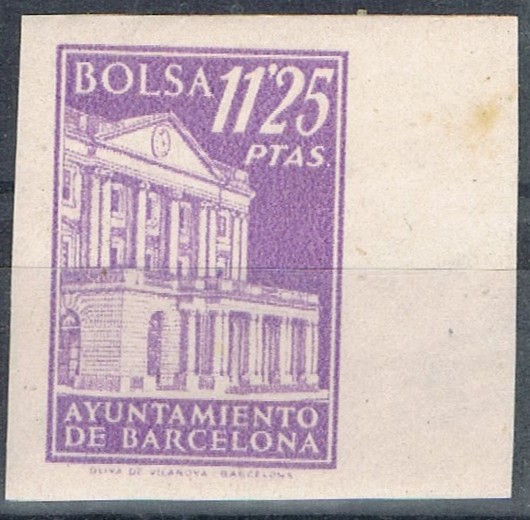 BOLSA 11'25
PTAS.
AYUNTAMIENTO
DE BARCELONA
OLIVA DE VILANOVA - BARCELONA